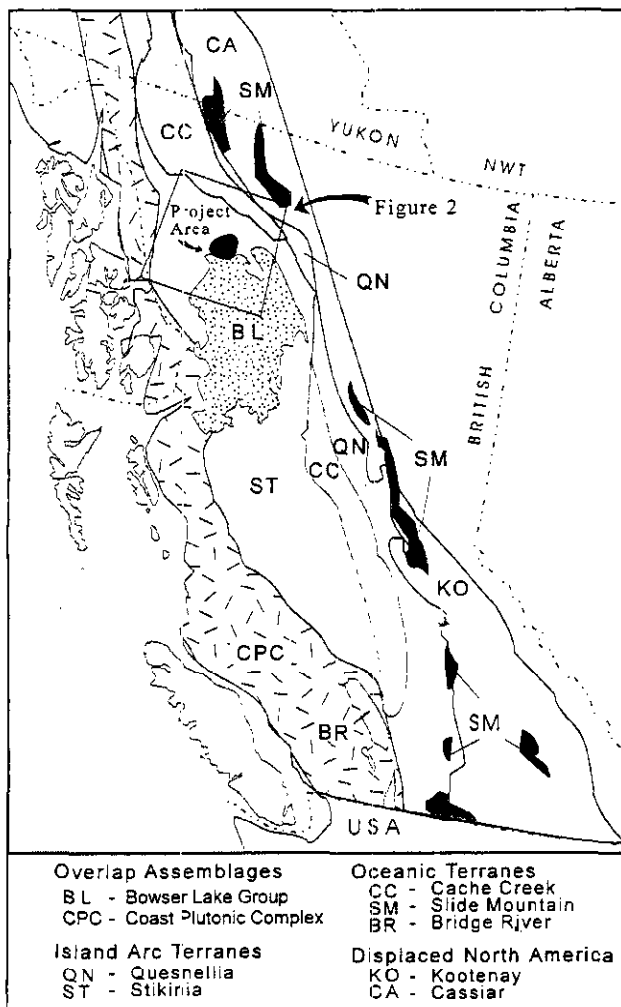 CA
SM
CC
YUKON
NWT
Figure 2
Project
Area
QN
BL
BRITISH COLUMBIA
ALBERTA
QN
CC
SM
ST
KO
CPC
SM
BR
USA
Overlap Assemblages
BL - Bowser Lake Group
CPC - Coast Plutonic Complex
Island Arc Terranes
QN - Quesnellia
ST - Stikinia
Oceanic Terranes
CC - Cache Creek
SM - Slide Mountain
BR - Bridge River
Displaced North America
KO - Kootenay
CA - Cassiar